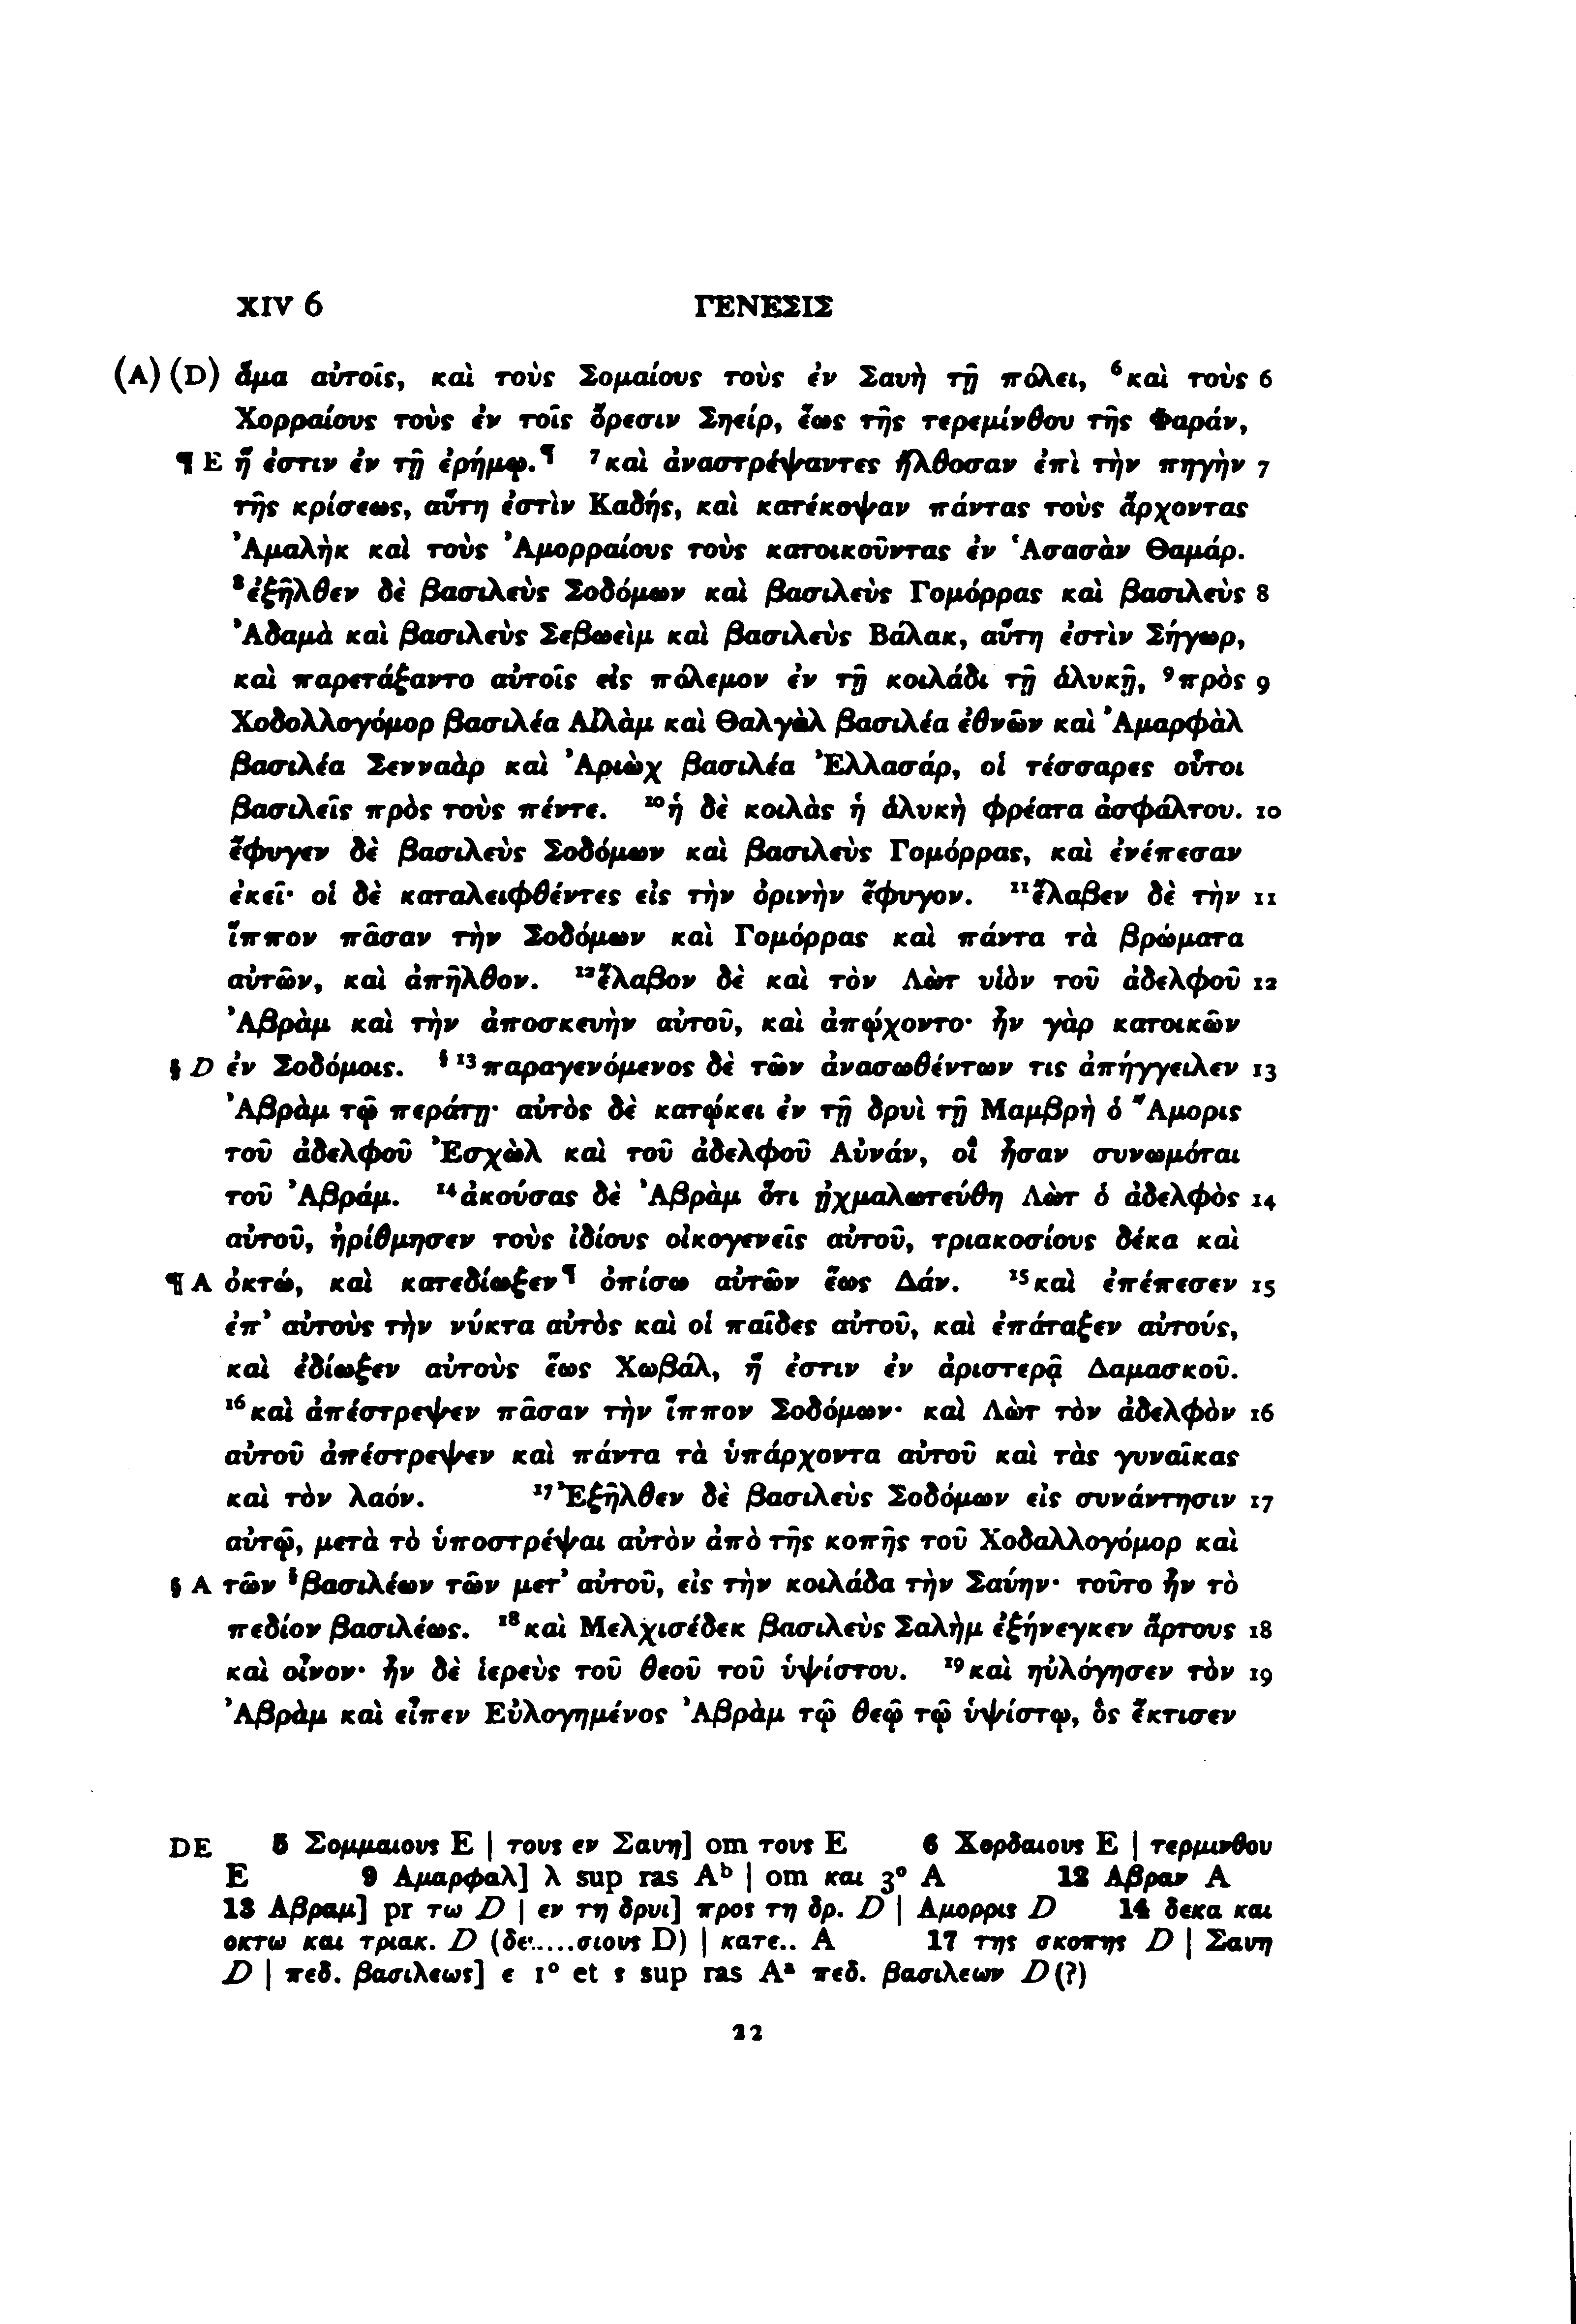 XIV 6 ΓΕΝΕΣΙΣ
(A) (D) ἅμα αὐτοῖς, καὶ τοὺς Σομαίους τοὺς ἐν Σαυὴ τῇ πόλει, ⁶καὶ τοὺς 6
Χορραίους τοὺς ἐν τοῖς ὄρεσιν Σηείρ, ἕως τῆς τερεμίνθου τῆς Φαράν,
¶ E ἥ ἐστιν ἐν τῇ ἐρήμῳ.¶ ⁷καὶ ἀναστρέψαντες ἤλθοσαν ἐπὶ τὴν πηγὴν 7
τῆς κρίσεως, αὕτη ἐστὶν Καδής, καὶ κατέκοψαν πάντας τοὺς ἄρχοντας
Ἀμαλὴκ καὶ τοὺς Ἀμορραίους τοὺς κατοικοῦντας ἐν Ἁσασὰν Θαμάρ.
⁸ἐξῆλθεν δὲ βασιλεὺς Σοδόμων καὶ βασιλεὺς Γομόρρας καὶ βασιλεὺς 8
Ἀδαμὰ καὶ βασιλεὺς Σεβωεὶμ καὶ βασιλεὺς Βάλακ, αὕτη ἐστὶν Σήγωρ,
καὶ παρετάξαντο αὐτοῖς εἰς πόλεμον ἐν τῇ κοιλάδι τῇ ἁλυκῇ, ⁹πρὸς 9
Χοδολλογόμορ βασιλέα Αἰλὰμ καὶ Θαλγὰλ βασιλέα ἐθνῶν καὶ Ἀμαρφὰλ
βασιλέα Σενναὰρ καὶ Ἀριὼχ βασιλέα Ἐλλασάρ, οἱ τέσσαρες οὗτοι
βασιλεῖς πρὸς τοὺς πέντε. ¹⁰ἡ δὲ κοιλὰς ἡ ἁλυκὴ φρέατα ἀσφάλτου. 10
ἔφυγεν δὲ βασιλεὺς Σοδόμων καὶ βασιλεὺς Γομόρρας, καὶ ἐνέπεσαν
ἐκεῖ· οἱ δὲ καταλειφθέντες εἰς τὴν ὀρινὴν ἔφυγον. ¹¹ἔλαβεν δὲ τὴν 11
ἵππον πᾶσαν τὴν Σοδόμων καὶ Γομόρρας καὶ πάντα τὰ βρώματα
αὐτῶν, καὶ ἀπῆλθον. ¹²ἔλαβον δὲ καὶ τὸν Λὼτ υἱὸν τοῦ ἀδελφοῦ 12
Ἀβρὰμ καὶ τὴν ἀποσκευὴν αὐτοῦ, καὶ ἀπῴχοντο· ἦν γὰρ κατοικῶν
§ D ἐν Σοδόμοις. §¹³παραγενόμενος δὲ τῶν ἀνασωθέντων τις ἀπήγγειλεν 13
Ἀβρὰμ τῷ περάτῃ· αὐτὸς δὲ κατῴκει ἐν τῇ δρυὶ τῇ Μαμβρὴ ὁ Ἄμορις
τοῦ ἀδελφοῦ Ἐσχὼλ καὶ τοῦ ἀδελφοῦ Αὐνάν, οἳ ἦσαν συνωμόται
τοῦ Ἀβράμ. ¹⁴ἀκούσας δὲ Ἀβρὰμ ὅτι ᾐχμαλωτεύθη Λὼτ ὁ ἀδελφὸς 14
αὐτοῦ, ἠρίθμησεν τοὺς ἰδίους οἰκογενεῖς αὐτοῦ, τριακοσίους δέκα καὶ
¶ A ὀκτώ, καὶ κατεδίωξεν¶ ὀπίσω αὐτῶν ἕως Δάν. ¹⁵καὶ ἐπέπεσεν 15
ἐπ’ αὐτοὺς τὴν νύκτα αὐτὸς καὶ οἱ παῖδες αὐτοῦ, καὶ ἐπάταξεν αὐτούς,
καὶ ἐδίωξεν αὐτοὺς ἕως Χωβάλ, ἥ ἐστιν ἐν ἀριστερᾷ Δαμασκοῦ.
¹⁶καὶ ἀπέστρεψεν πᾶσαν τὴν ἵππον Σοδόμων· καὶ Λὼτ τὸν ἀδελφὸν 16
αὐτοῦ ἀπέστρεψεν καὶ πάντα τὰ ὑπάρχοντα αὐτοῦ καὶ τὰς γυναῖκας
καὶ τὸν λαόν. ¹⁷Ἐξῆλθεν δὲ βασιλεὺς Σοδόμων εἰς συνάντησιν 17
αὐτῷ, μετὰ τὸ ὑποστρέψαι αὐτὸν ἀπὸ τῆς κοπῆς τοῦ Χοδαλλογόμορ καὶ
§ A τῶν §βασιλέων τῶν μετ’ αὐτοῦ, εἰς τὴν κοιλάδα τὴν Σαύην· τοῦτο ἦν τὸ
πεδίον βασιλέως. ¹⁸καὶ Μελχισέδεκ βασιλεὺς Σαλὴμ ἐξήνεγκεν ἄρτους 18
καὶ οἶνον· ἦν δὲ ἱερεὺς τοῦ θεοῦ τοῦ ὑψίστου. ¹⁹καὶ ηὐλόγησεν τὸν 19
Ἀβρὰμ καὶ εἶπεν Εὐλογημένος Ἀβρὰμ τῷ θεῷ τῷ ὑψίστῳ, ὃς ἔκτισεν
DE 5 Σομμαιους E | τους εν Σαυη] om τους E 6 Χορδαιους E | τερμινθου
E 9 Αμαρφαλ] λ sup ras Aᵇ | om και 3° A 12 Αβραν A
13 Αβραμ] pr τω D | εν τη δρυι] προς τη δρ. D | Αμορρις D 14 δεκα και
οκτω και τριακ. D (δε.....σιους D) | κατε.. A 17 της σκοπης D | Σαυη
D | πεδ. βασιλεως] ε 1° et ς sup ras Aᵃ πεδ. βασιλεων D(?)
22